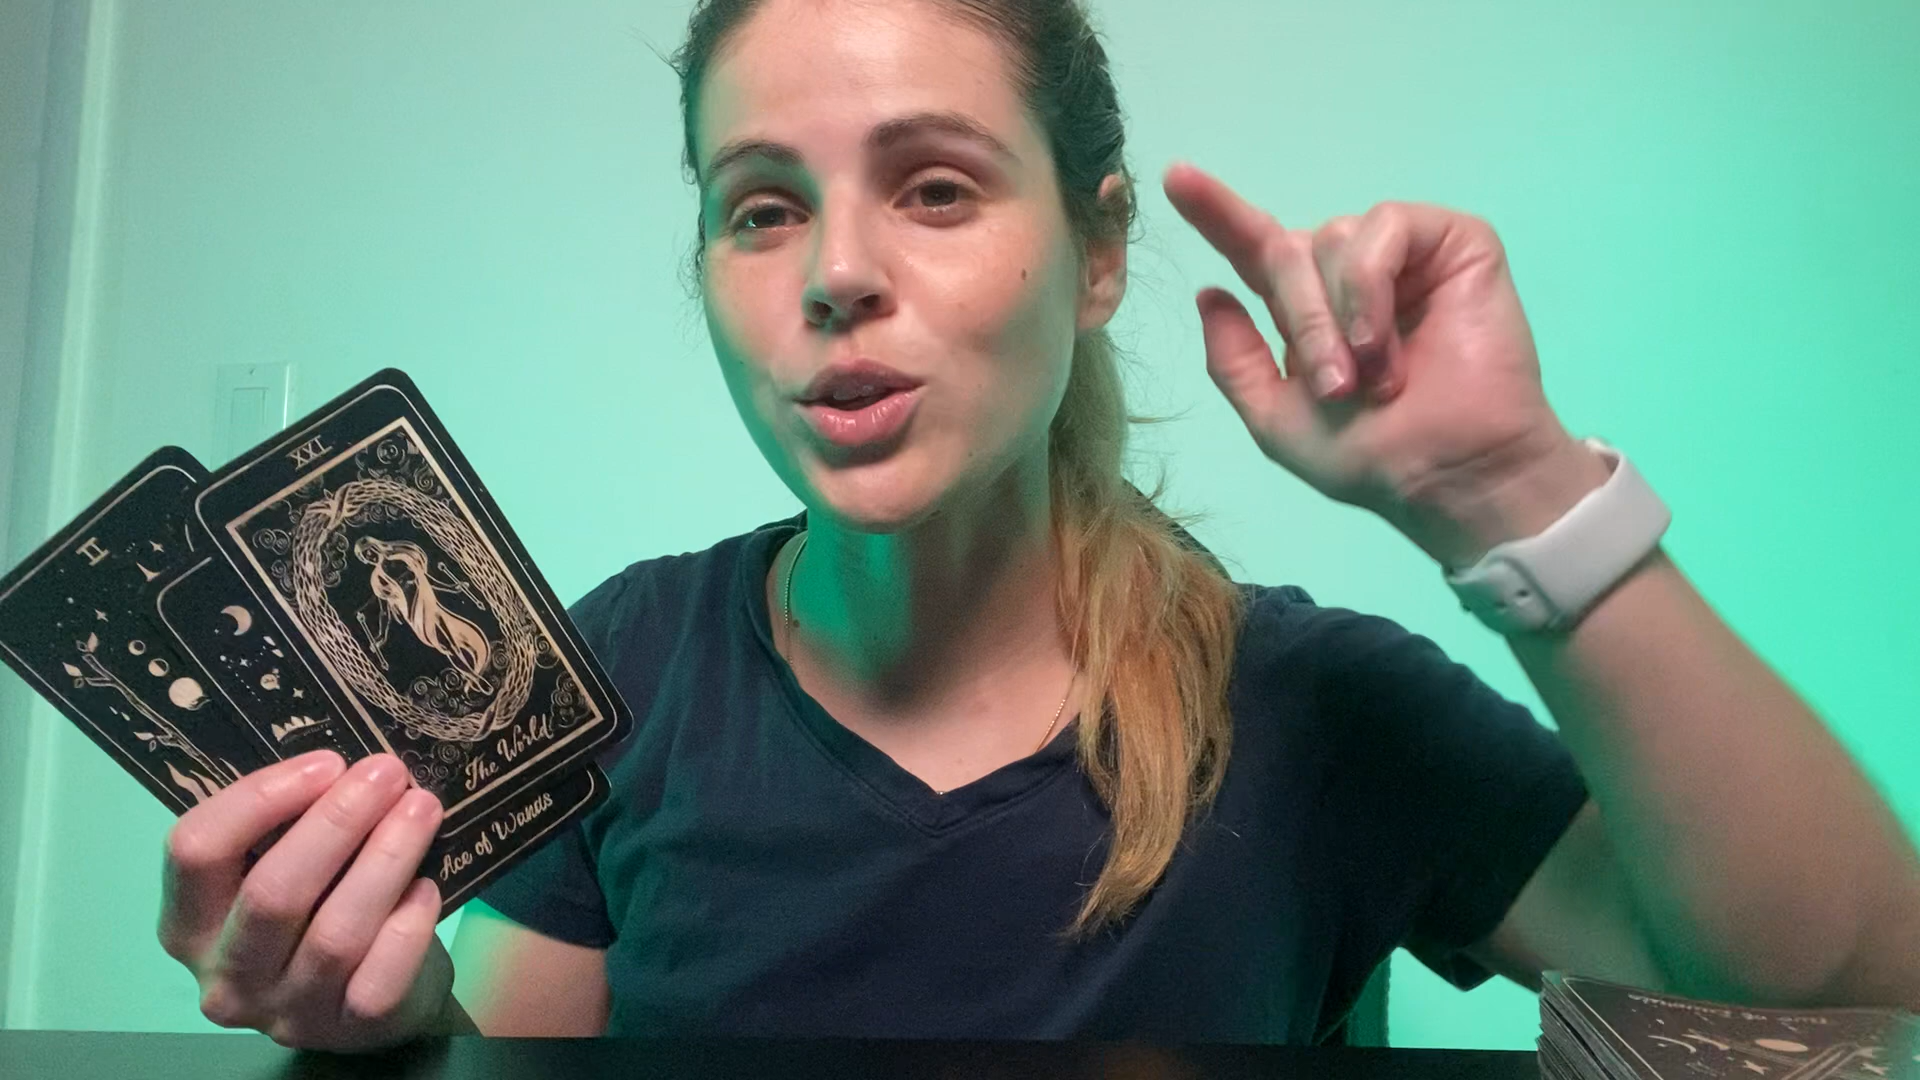 II
XXI
The World
Ace of Wands